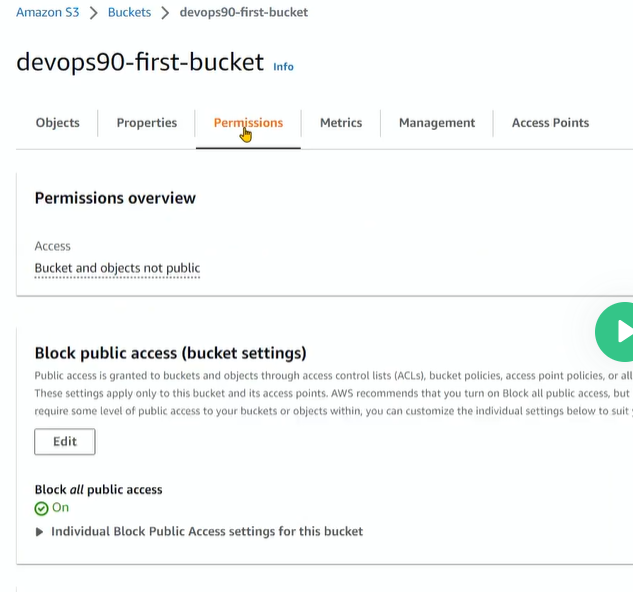 Amazon S3 > Buckets > devops90-first-bucket
devops90-first-bucket Info
Objects Properties Permissions Metrics Management Access Points
Permissions overview
Access
Bucket and objects not public
Block public access (bucket settings)
Public access is granted to buckets and objects through access control lists (ACLs), bucket policies, access point policies, or all
These settings apply only to this bucket and its access points. AWS recommends that you turn on Block all public access, but
require some level of public access to your buckets or objects within, you can customize the individual settings below to suit
Edit
Block all public access
On
Individual Block Public Access settings for this bucket